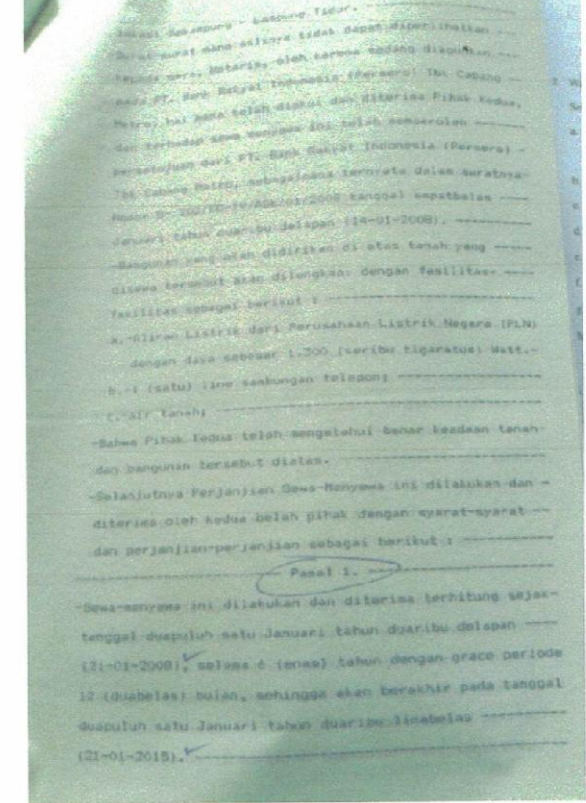 lokasi Sekampung - Lampung Timur. ----------
Surat-surat mana aslinya tidak dapat diperlihatkan --
kepada saya, Notaris, oleh karena sedang diagunkan ---
pada PT. Bank Rakyat Indonesia (Persero) Tbk Cabang --
Metro, hal mana telah diakui dan diterima Pihak Kedua,
dan terhadap sewa menyewa ini telah memperoleh ------
persetujuan dari PT. Bank Rakyat Indonesia (Persero) -
Tbk Cabang Metro, sebagaimana ternyata dalam suratnya-
Nomor tanggal empatbelas ----
Januari tahun duaribu delapan (14-01-2008). --------
-Bangunan yang akan didirikan di atas tanah yang -----
disewa tersebut akan dilengkapi dengan fasilitas- ----
fasilitas sebagai berikut : --------------------------
a.-Aliran Listrik dari Perusahaan Listrik Negara (PLN)
dengan daya sebesar 1.300 (seribu tigaratus) Watt.-
b.-1 (satu) line sambungan telepon; ------------------
c.-air tanah; ----------------------------------------
-Bahwa Pihak Kedua telah mengetahui benar keadaan tanah-
dan bangunan tersebut diatas. ------------------------
-Selanjutnya Perjanjian Sewa-Menyewa ini dilakukan dan -
diterima oleh kedua belah pihak dengan syarat-syarat --
dan perjanjian-perjanjian sebagai berikut : ----------
---------------------- Pasal 1. ----------------------
-Sewa-menyewa ini dilakukan dan diterima terhitung sejak-
tanggal duapuluh satu Januari tahun duaribu delapan ----
(21-01-2008), selama 6 (enam) tahun dengan grace periode
12 (duabelas) bulan, sehingga akan berakhir pada tanggal
duapuluh satu Januari tahun duaribu limabelas ----------
(21-01-2015). ----------------------------------------